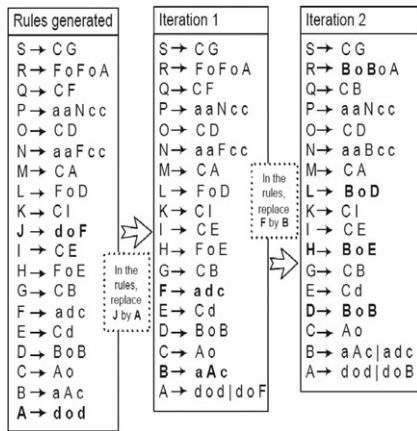 Rules generated
S → C G
R → F o F o A
Q → C F
P → a a N c c
O → C D
N → a a F c c
M → C A
L → F o D
K → C I
J → d o F
I → C E
H → F o E
G → C B
F → a d c
E → C d
D → B o B
C → A o
B → a A c
A → d o d
In the
rules,
replace
J by A
Iteration 1
S → C G
R → F o F o A
Q → C F
P → a a N c c
O → C D
N → a a F c c
M → C A
L → F o D
K → C I
I → C E
H → F o E
G → C B
F → a d c
E → C d
D → B o B
C → A o
B → a A c
A → d o d | d o F
In the
rules,
replace
F by B
Iteration 2
S → C G
R → B o B o A
Q → C B
P → a a N c c
O → C D
N → a a B c c
M → C A
L → B o D
K → C I
I → C E
H → B o E
G → C B
E → C d
D → B o B
C → A o
B → a A c | a d c
A → d o d | d o B